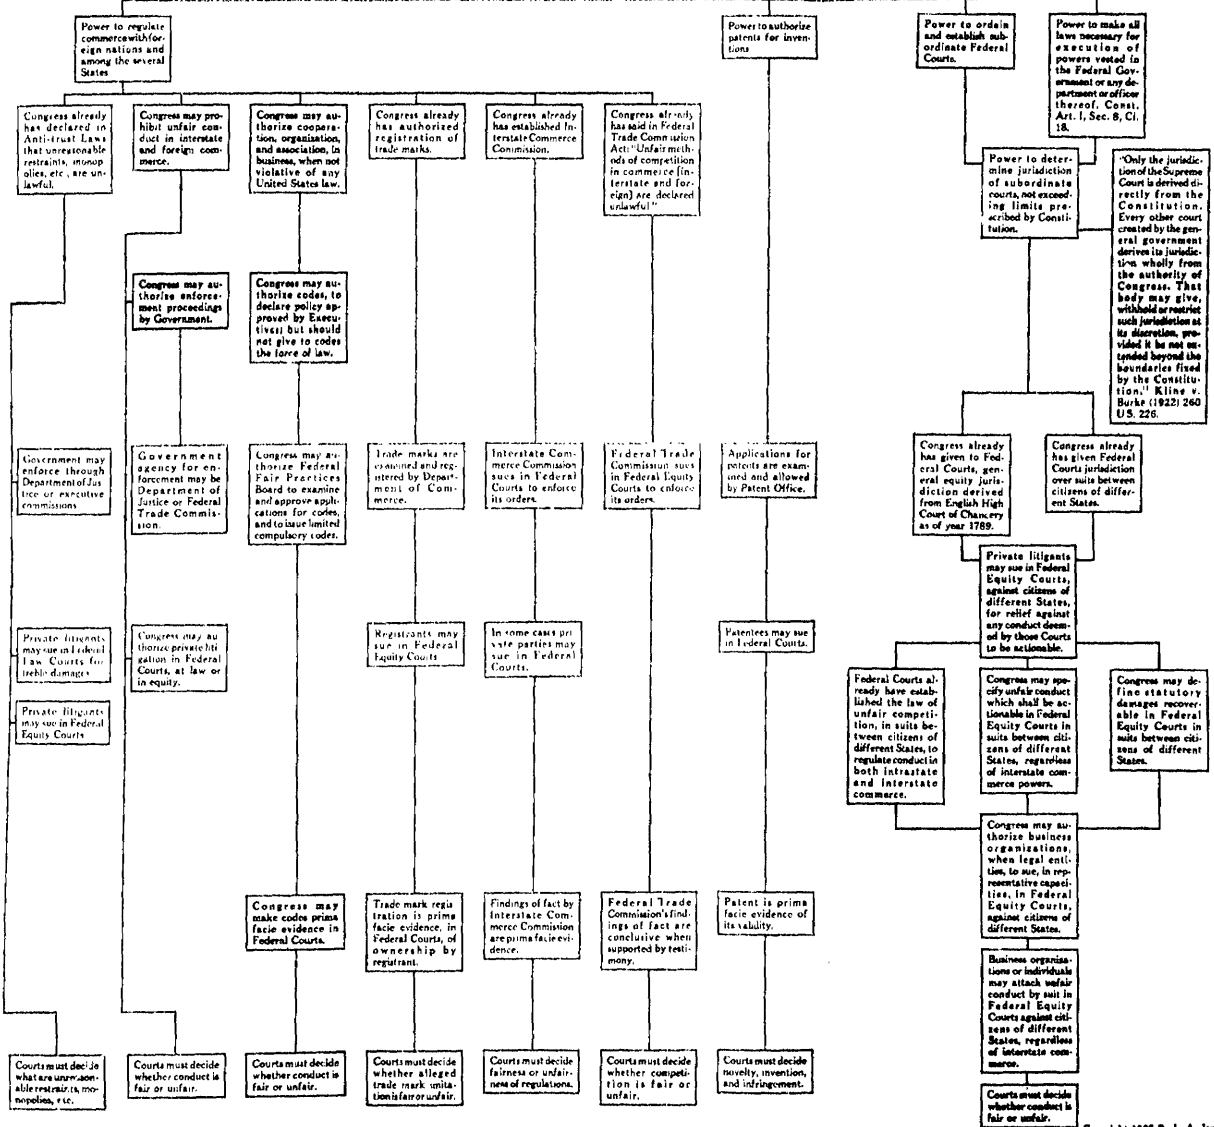 Power to regulate
commerce with for-
eign nations and
among the several
States
Power to authorize
patents for inven-
tions
Power to ordain
and establish sub-
ordinate Federal
Courts.
Power to make all
laws necessary for
execution of
powers vested in
the Federal Gov-
ernment or any de-
partment or officer
thereof. Const.
Art. I, Sec. 8, Cl.
18.
Congress already
has declared in
Anti-trust Laws
that unreasonable
restraints, monop
olies, etc., are un-
lawful.
Congress may pro-
hibit unfair con-
duct in interstate
and foreign com-
merce.
Congress may au-
thorize coopera-
tion, organization,
and association, in
business, when not
violative of any
United States law.
Congress already
has authorized
registration of
trade marks.
Congress already
has established In-
terstate Commerce
Commission.
Congress already
has said in Federal
Trade Commission
Act: "Unfair meth-
ods of competition
in commerce [in-
terstate and for-
eign] are declared
unlawful"
Power to deter-
mine jurisdiction
of subordinate
courts, not exceed-
ing limits pre-
scribed by Consti-
tution.
"Only the jurisdic-
tion of the Supreme
Court is derived di-
rectly from the
Constitution.
Every other court
created by the gen-
eral government
derives its jurisdic-
tion wholly from
the authority of
Congress. That
body may give,
withhold or restrict
such jurisdiction at
its discretion, pro-
vided it be not ex-
tended beyond the
boundaries fixed
by the Constitu-
tion." Kline v.
Burke (1922) 260
U S. 226.
Congress may au-
thorize enforce-
ment proceedings
by Government.
Congress may au-
thorize codes, to
declare policy ap-
proved by Execu-
tive; but should
not give to codes
the force of law.
Government may
enforce through
Department of Jus
tice or executive
commissions
Government
agency for en-
forcement may be
Department of
Justice or Federal
Trade Commis-
sion.
Congress may au-
thorize Federal
Fair Practices
Board to examine
and approve appli-
cations for codes,
and to issue limited
compulsory codes.
Trade marks are
examined and reg-
istered by Depart-
ment of Com-
merce.
Interstate Com-
merce Commission
sues in Federal
Courts to enforce
its orders.
Federal Trade
Commission sues
in Federal Equity
Courts to enforce
its orders.
Applications for
patents are exam-
ined and allowed
by Patent Office.
Congress already
has given to Fed-
eral Courts, gen-
eral equity juris-
diction derived
from English High
Court of Chancery
as of year 1789.
Congress already
has given Federal
Courts jurisdiction
over suits between
citizens of differ-
ent States.
Private litigants
may sue in Federal
Equity Courts,
against citizens of
different States,
for relief against
any conduct deem-
ed by those Courts
to be actionable.
Private litigants
may sue in Federal
Law Courts for
treble damages
Congress may au
thorize private liti
gation in Federal
Courts, at law or
in equity.
Registrants may
sue in Federal
Equity Courts
In some cases pri
vate parties may
sue in Federal
Courts.
Patentees may sue
in Federal Courts.
Private litigants
may sue in Federal
Equity Courts
Federal Courts al-
ready have estab-
lished the law of
unfair competi-
tion, in suits be-
tween citizens of
different States, to
regulate conduct in
both intrastate
and interstate
commerce.
Congress may spe-
cify unfair conduct
which shall be ac-
tionable in Federal
Equity Courts in
suits between citi-
zens of different
States, regardless
of interstate com-
merce powers.
Congress may de-
fine statutory
damages recover-
able in Federal
Equity Courts in
suits between citi-
zens of different
States.
Congress may au-
thorize business
organizations,
when legal enti-
ties, to sue, in rep-
resentative capaci-
ties, in Federal
Equity Courts,
against citizens of
different States.
Congress may
make codes prima
facie evidence in
Federal Courts.
Trade mark regis
tration is prima
facie evidence, in
Federal Courts, of
ownership by
registrant.
Findings of fact by
Interstate Com-
merce Commission
are prima facie evi-
dence.
Federal Trade
Commission's find-
ings of fact are
conclusive when
supported by testi-
mony.
Patent is prima
facie evidence of
its validity.
Business organiza-
tions or individuals
may attack unfair
conduct by suit in
Federal Equity
Courts against citi-
zens of different
States, regardless
of interstate com-
merce.
Courts must decide
what are unreason-
able restraints, mo-
nopolies, etc.
Courts must decide
whether conduct is
fair or unfair.
Courts must decide
whether conduct is
fair or unfair.
Courts must decide
whether alleged
trade mark imita-
tion is fair or unfair.
Courts must decide
fairness or unfair-
ness of regulations.
Courts must decide
whether competi-
tion is fair or
unfair.
Courts must decide
novelty, invention,
and infringement.
Courts must decide
whether conduct is
fair or unfair.